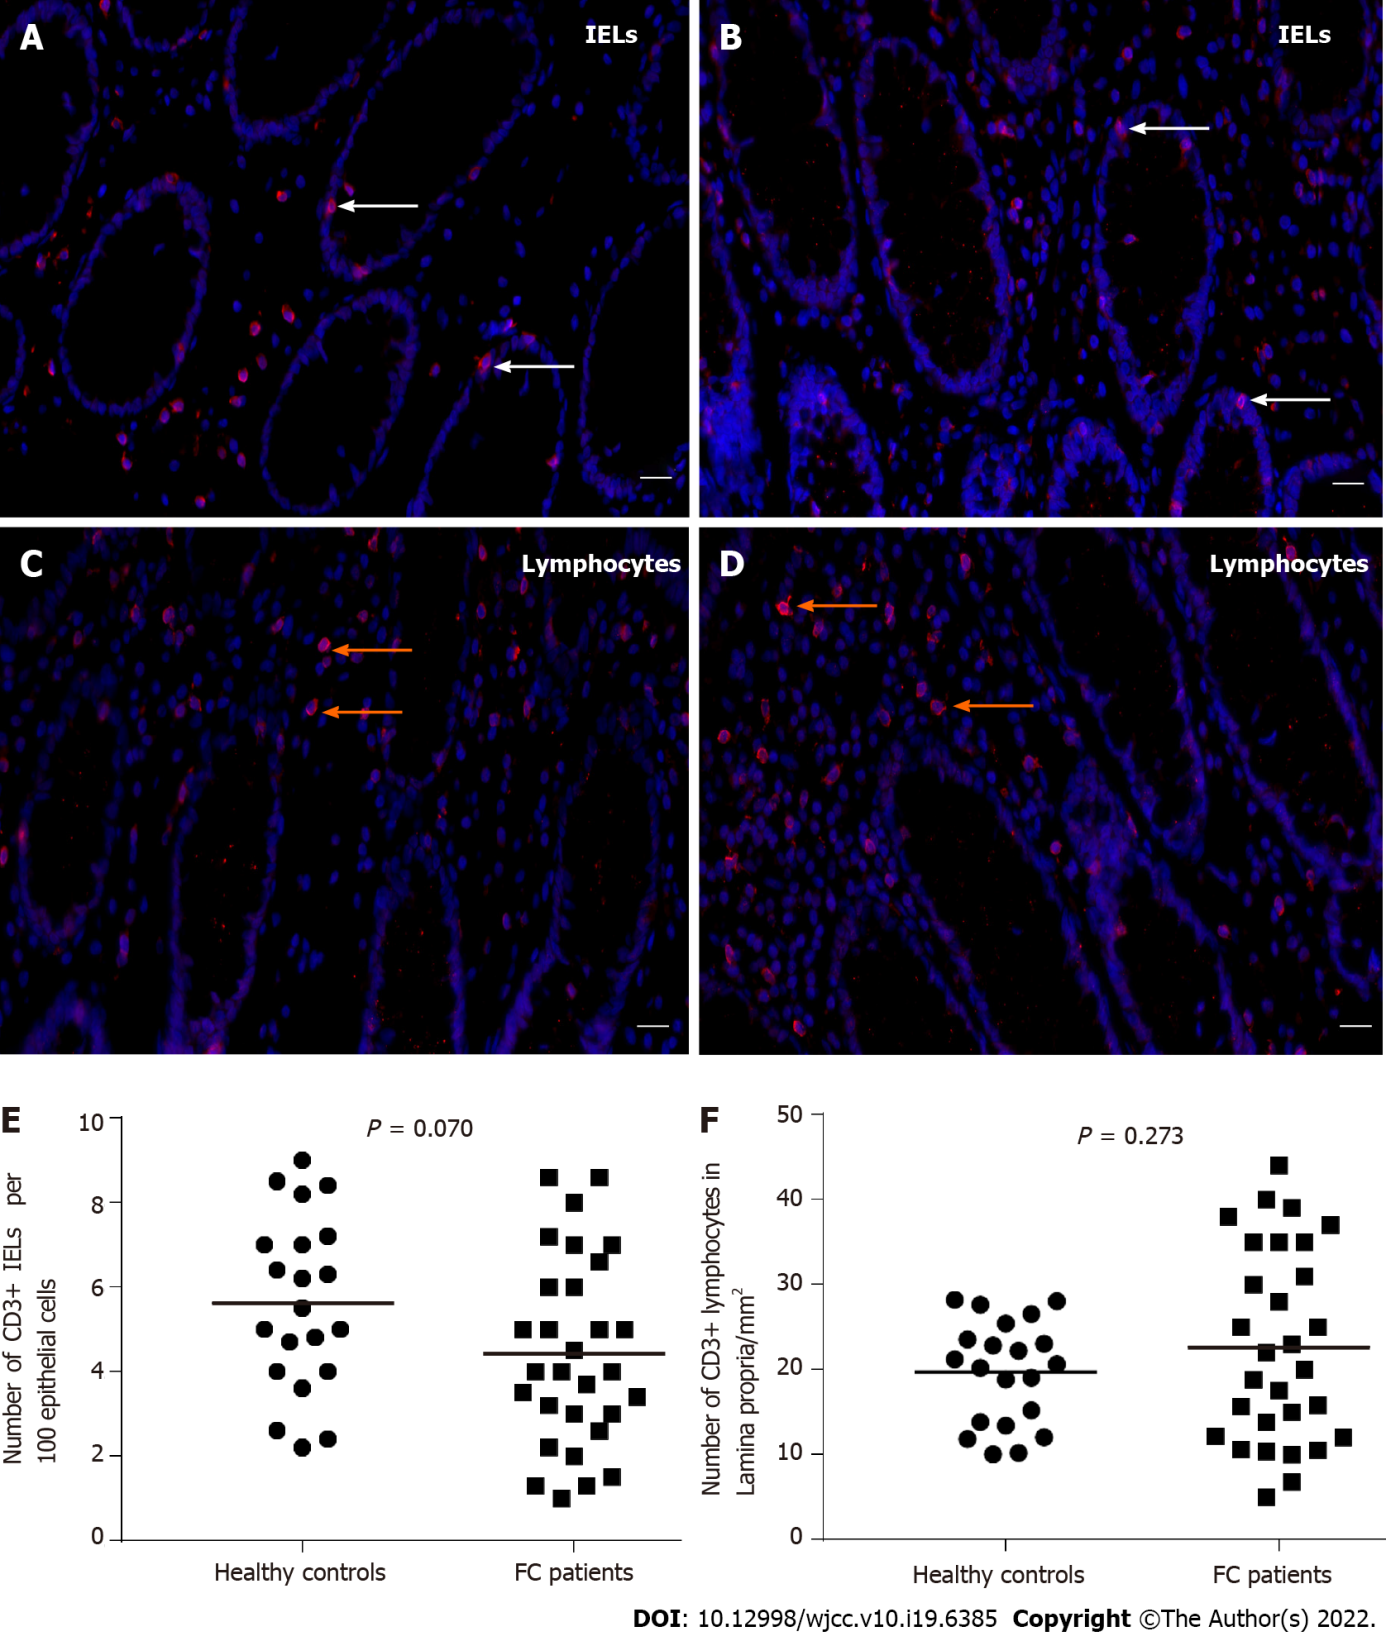 A
IELs
B
IELs
C
Lymphocytes
D
Lymphocytes
E
P = 0.070
Number of CD3+ IELs per
100 epithelial cells
10
8
6
4
2
0
Healthy controls
FC patients
F
P = 0.273
Number of CD3+ lymphocytes in
Lamina propria/mm²
50
40
30
20
10
0
Healthy controls
FC patients
DOI: 10.12998/wjcc.v10.i19.6385 Copyright ©The Author(s) 2022.